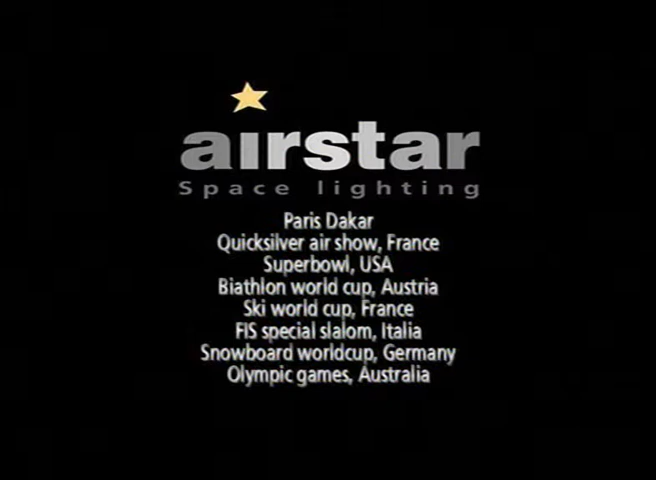 airstar
Space lighting
Paris Dakar
Quicksilver air show, France
Superbowl, USA
Biathlon world cup, Austria
Ski world cup, France
FIS special slalom, Italia
Snowboard worldcup, Germany
Olympic games, Australia